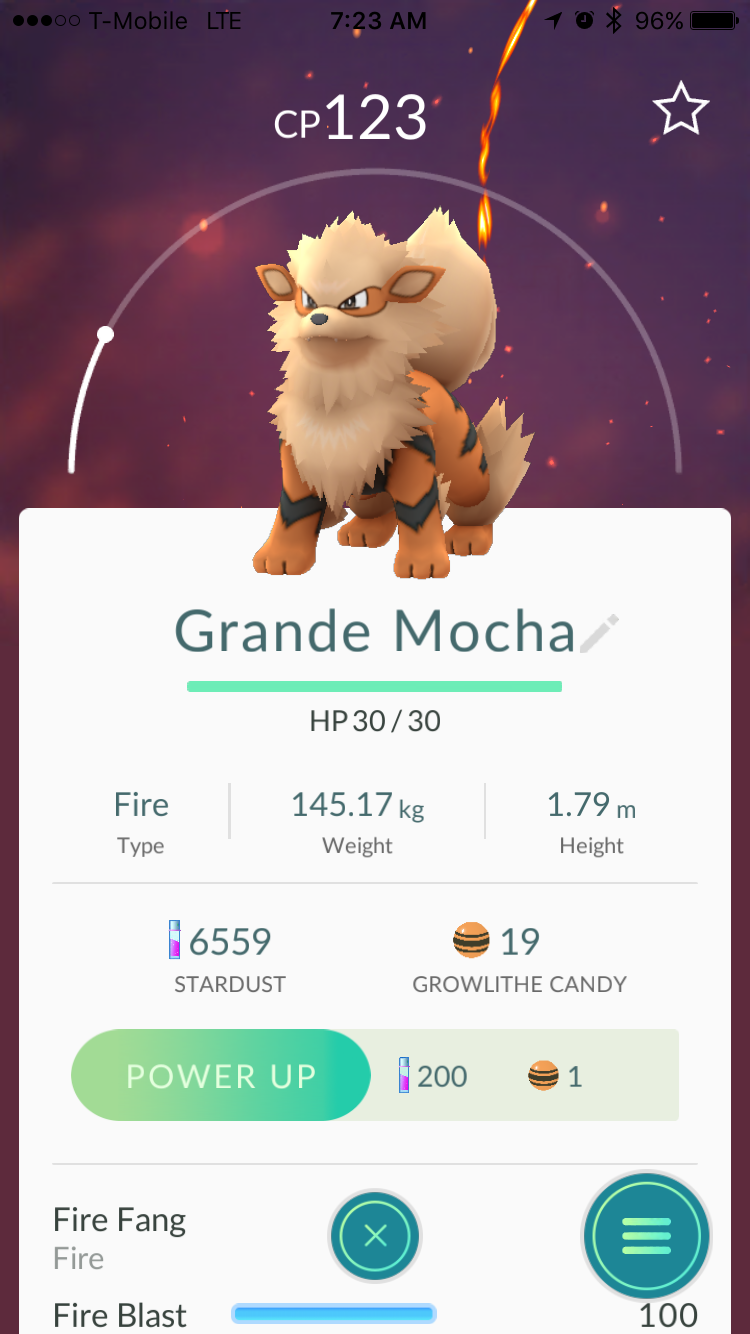 T-Mobile LTE 7:23 AM 96%
CP123
Grande Mocha
HP 30 / 30
Fire 145.17 kg 1.79 m
Type Weight Height
6559 19
STARDUST GROWLITHE CANDY
POWER UP 200 1
Fire Fang
Fire
Fire Blast 100